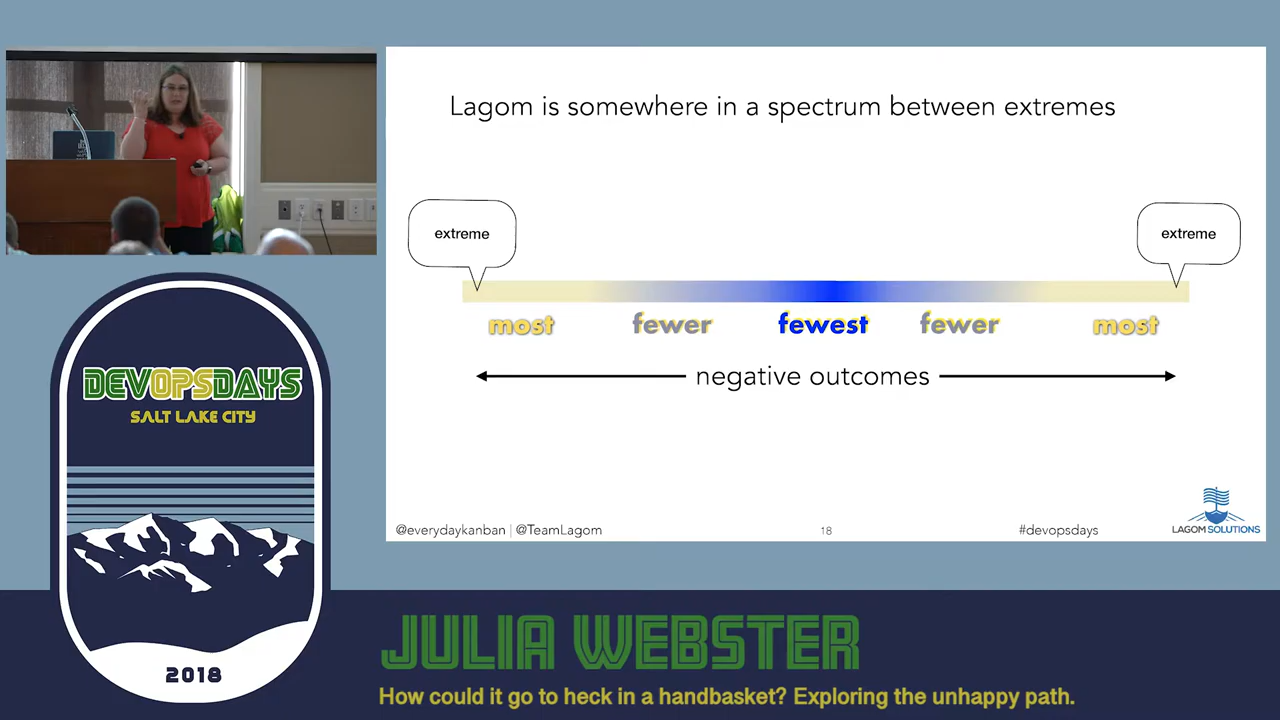 Lagom is somewhere in a spectrum between extremes
extreme
extreme
most
fewer
fewest
fewer
most
negative outcomes
@everydaykanban | @TeamLagom
18
#devopsdays
LAGOM SOLUTIONS
DEVOPSDAYS
SALT LAKE CITY
2018
JULIA WEBSTER
How could it go to heck in a handbasket? Exploring the unhappy path.